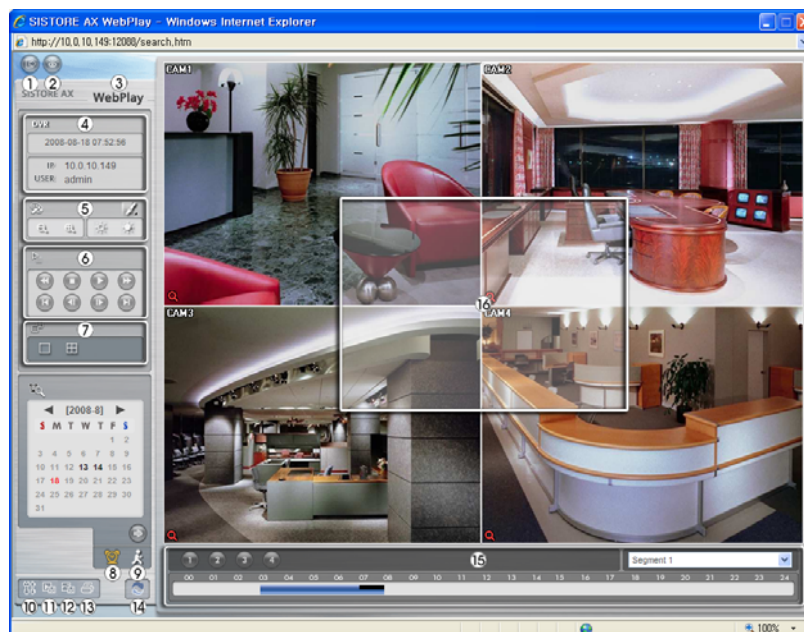 SISTORE AX WebPlay - Windows Internet Explorer
http://10.0.10.149:12088/search.htm
1 2 3
SISTORE AX WebPlay
4
DVR
2008-08-18 07:52:56
IP: 10.0.10.149
USER: admin
5
6
7
[2008-8]
S M T W T F S
1 2
3 4 5 6 7 8 9
10 11 12 13 14 15 16
17 18 19 20 21 22 23
24 25 26 27 28 29 30
31
8 9
10 11 12 13 14
CAM1
CAM2
16
CAM3
CAM4
1 2 3 4
15
Segment 1
00 01 02 03 04 05 06 07 08 09 10 11 12 13 14 15 16 17 18 19 20 21 22 23 24
100%